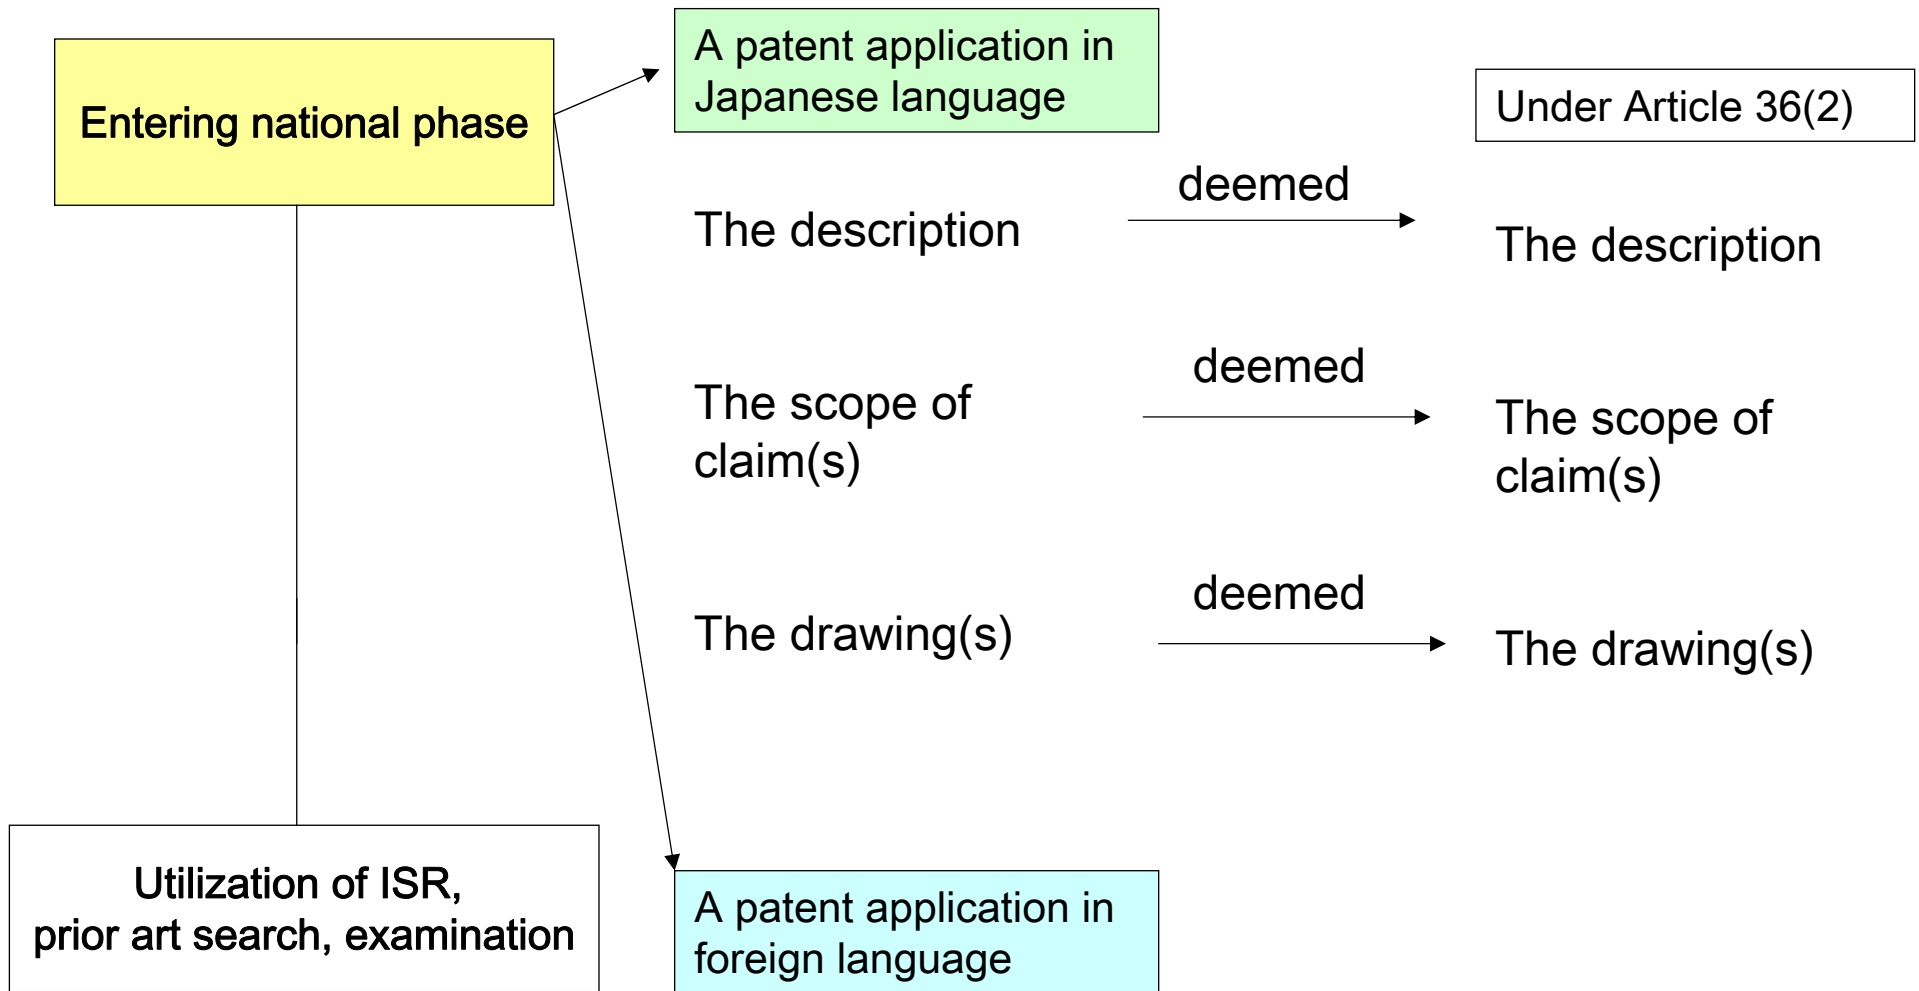 Entering national phase
A patent application in
Japanese language
Under Article 36(2)
The description
deemed
The description
The scope of
claim(s)
deemed
The scope of
claim(s)
The drawing(s)
deemed
The drawing(s)
Utilization of ISR,
prior art search, examination
A patent application in
foreign language